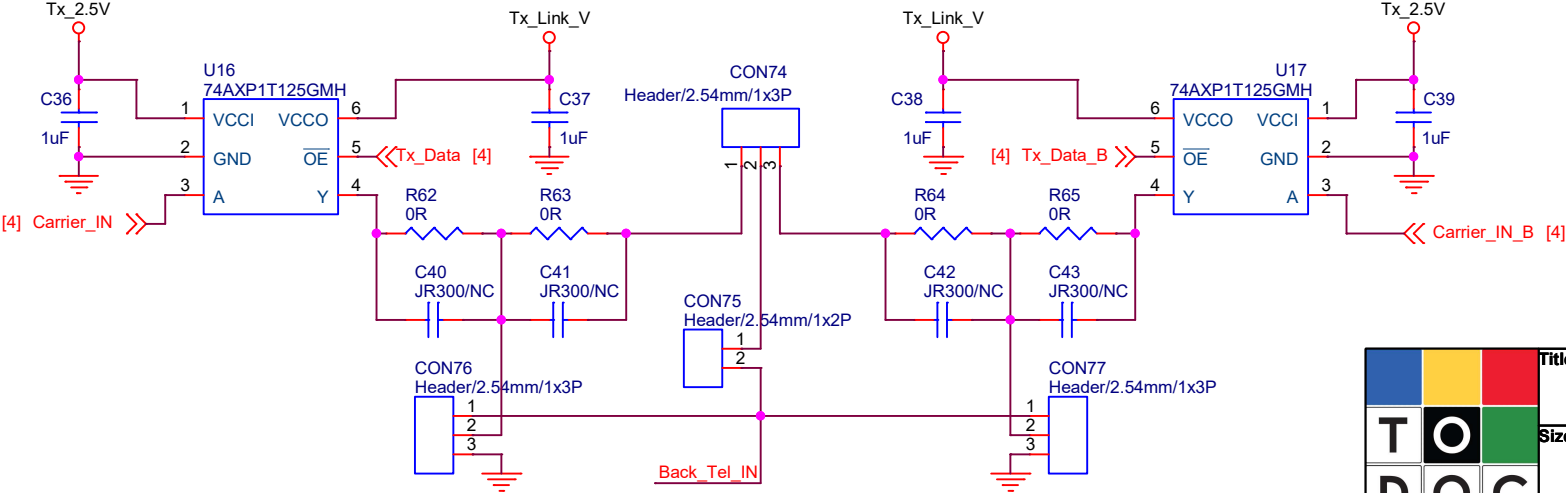 Tx_2.5V
Tx_Link_V
Tx_Link_V
Tx_2.5V
U16
74AXP1T125GMH
C36
1uF
1
VCCI
VCCO
6
2
GND
OE
5
Tx_Data [4]
3
A
Y
4
[4] Carrier_IN
C37
1uF
CON74
Header/2.54mm/1x3P
1
2
3
C38
1uF
U17
74AXP1T125GMH
6
VCCO
VCCI
1
[4] Tx_Data_B
5
OE
GND
2
4
Y
A
3
C39
1uF
Carrier_IN_B [4]
R62
0R
R63
0R
R64
0R
R65
0R
C40
JR300/NC
C41
JR300/NC
C42
JR300/NC
C43
JR300/NC
CON75
Header/2.54mm/1x2P
1
2
CON76
Header/2.54mm/1x3P
1
2
3
CON77
Header/2.54mm/1x3P
1
2
3
Back_Tel_IN
T O
D O C